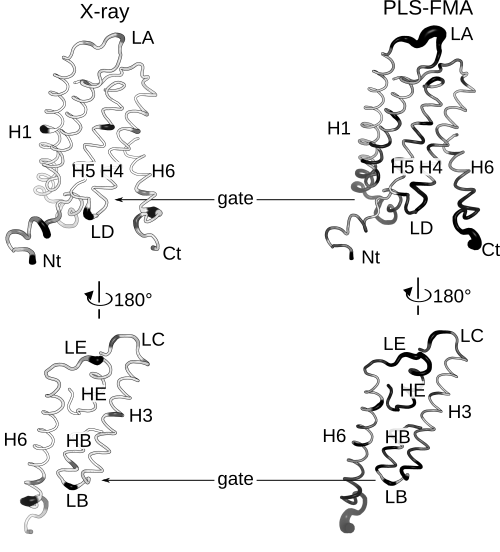 X-ray
PLS-FMA
LA
LA
H1
H1
H5 H4 H6
H5 H4 H6
gate
LD
LD
Nt
Ct
Nt
Ct
180°
180°
LE
LC
LE
LC
HE
HE
H3
H3
H6
HB
H6
HB
gate
LB
LB